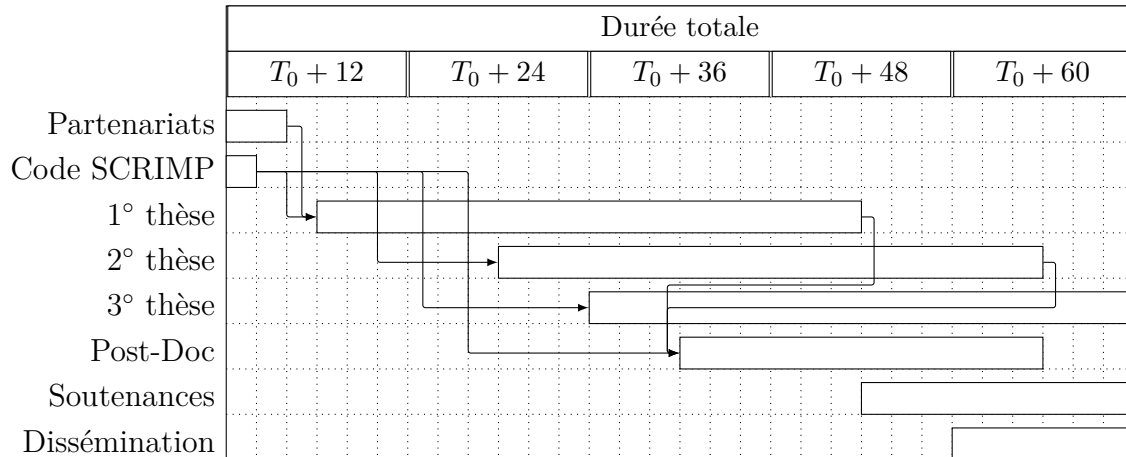 Durée totale
T₀ + 12 T₀ + 24 T₀ + 36 T₀ + 48 T₀ + 60
Partenariats
Code SCRIMP
1° thèse
2° thèse
3° thèse
Post-Doc
Soutenances
Dissémination